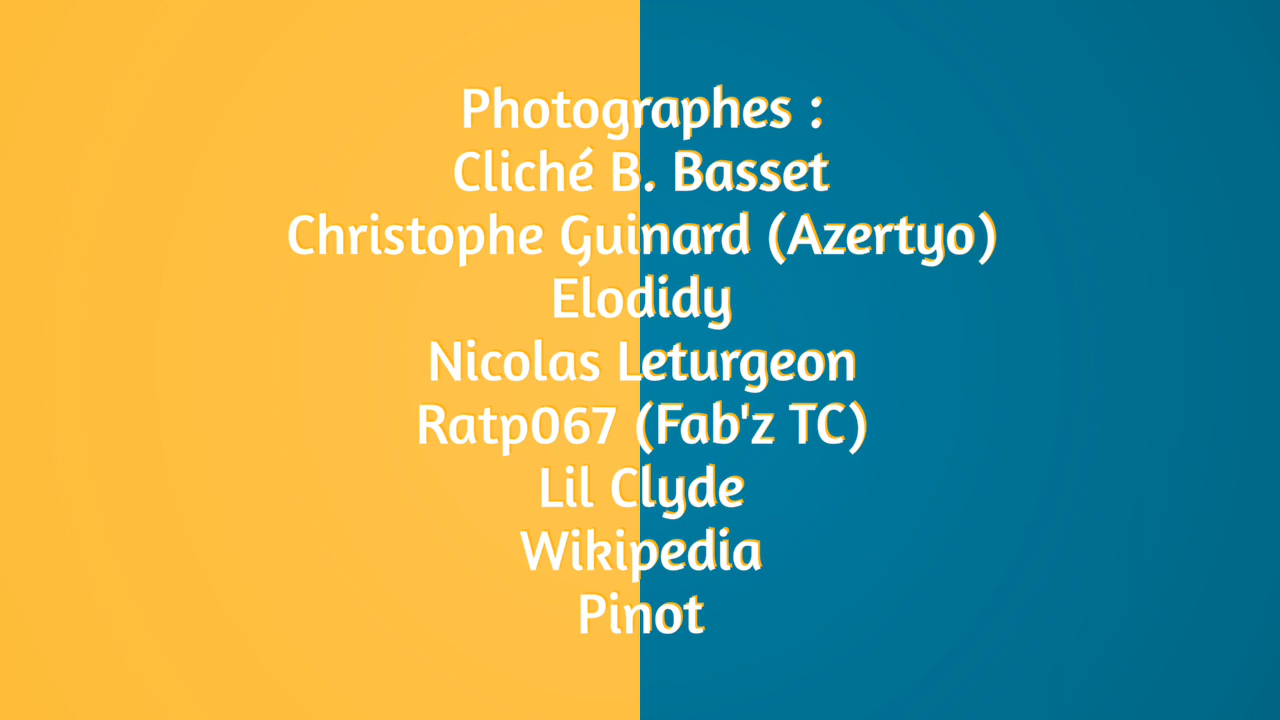 Photographes :
Cliché B. Basset
Christophe Guinard (Azertyo)
Elodidy
Nicolas Leturgeon
Ratp067 (Fab'z TC)
Lil Clyde
Wikipedia
Pinot